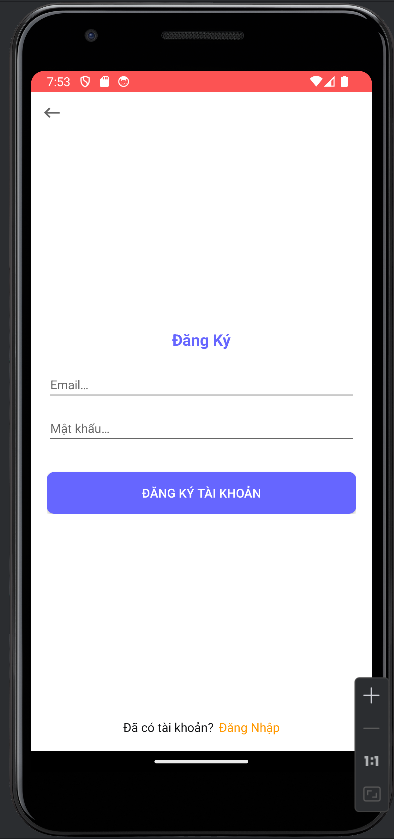 7:53
Đăng Ký
Email...
Mật khẩu...
ĐĂNG KÝ TÀI KHOẢN
Đã có tài khoản? Đăng Nhập
1:1